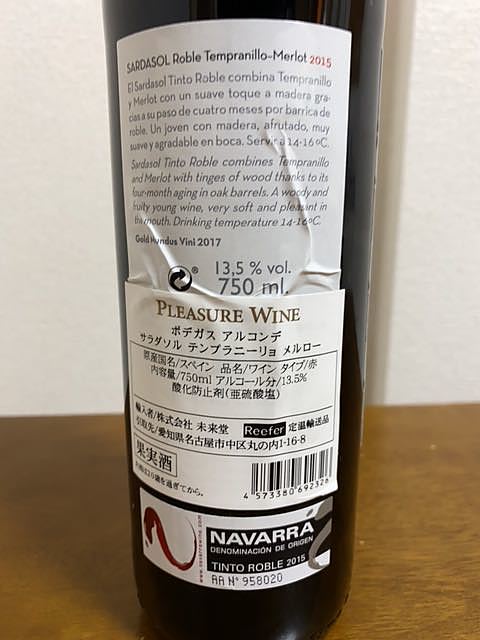 SARDASOL Roble Tempranillo-Merlot 2015
El Sardasol Tinto Roble combina Tempranillo
y Merlot con un suave toque a madera gra-
cias a su paso de cuatro meses por barrica de
roble. Un joven con madera, afrutado, muy
suave y agradable en boca. Servir a 14-16 ºC.
Sardasol Tinto Roble combines Tempranillo
and Merlot with tinges of wood thanks to its
four-month aging in oak barrels. A woody and
fruity young wine, very soft and pleasant in
the mouth. Drinking temperature 14-16ºC.
Gold Mundus Vini 2017
13,5 % vol.
750 ml.
PLEASURE WINE
ボデガス アルコンデ
サラダソル テンプラニーリョ メルロー
原産国名/スペイン 品名/ワイン タイプ/赤
内容量/750ml アルコール分/13.5%
酸化防止剤(亜硫酸塩)
輸入者/株式会社 未来堂 Reefer 定温輸送品
引取先/愛知県名古屋市中区丸の内1-16-8
果実酒
4 573380 692328
www.navarrawine.com
NAVARRA
DENOMINACIÓN DE ORIGEN
TINTO ROBLE 2015
AA Nº 958020